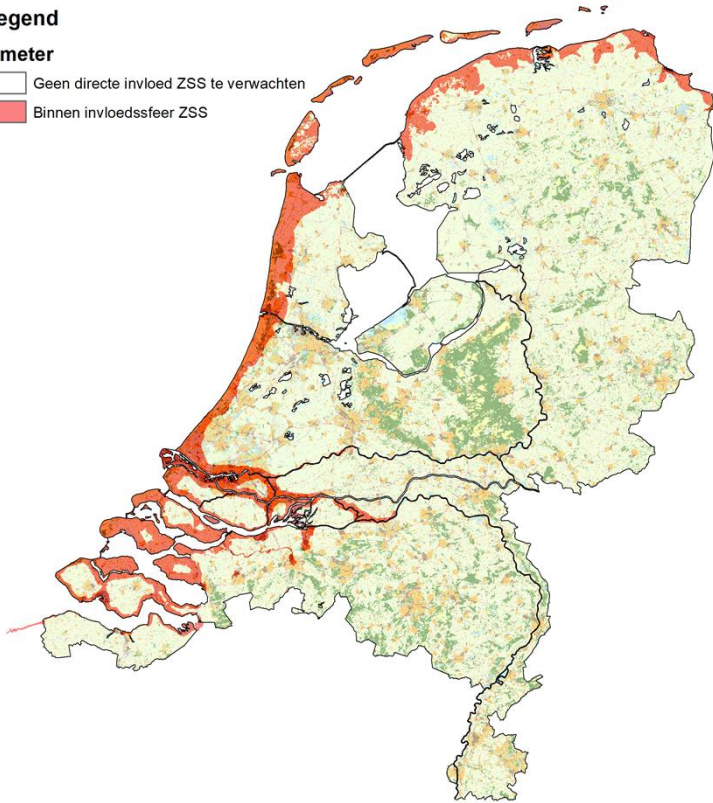 egend
meter
Geen directe invloed ZSS te verwachten
Binnen invloedssfeer ZSS